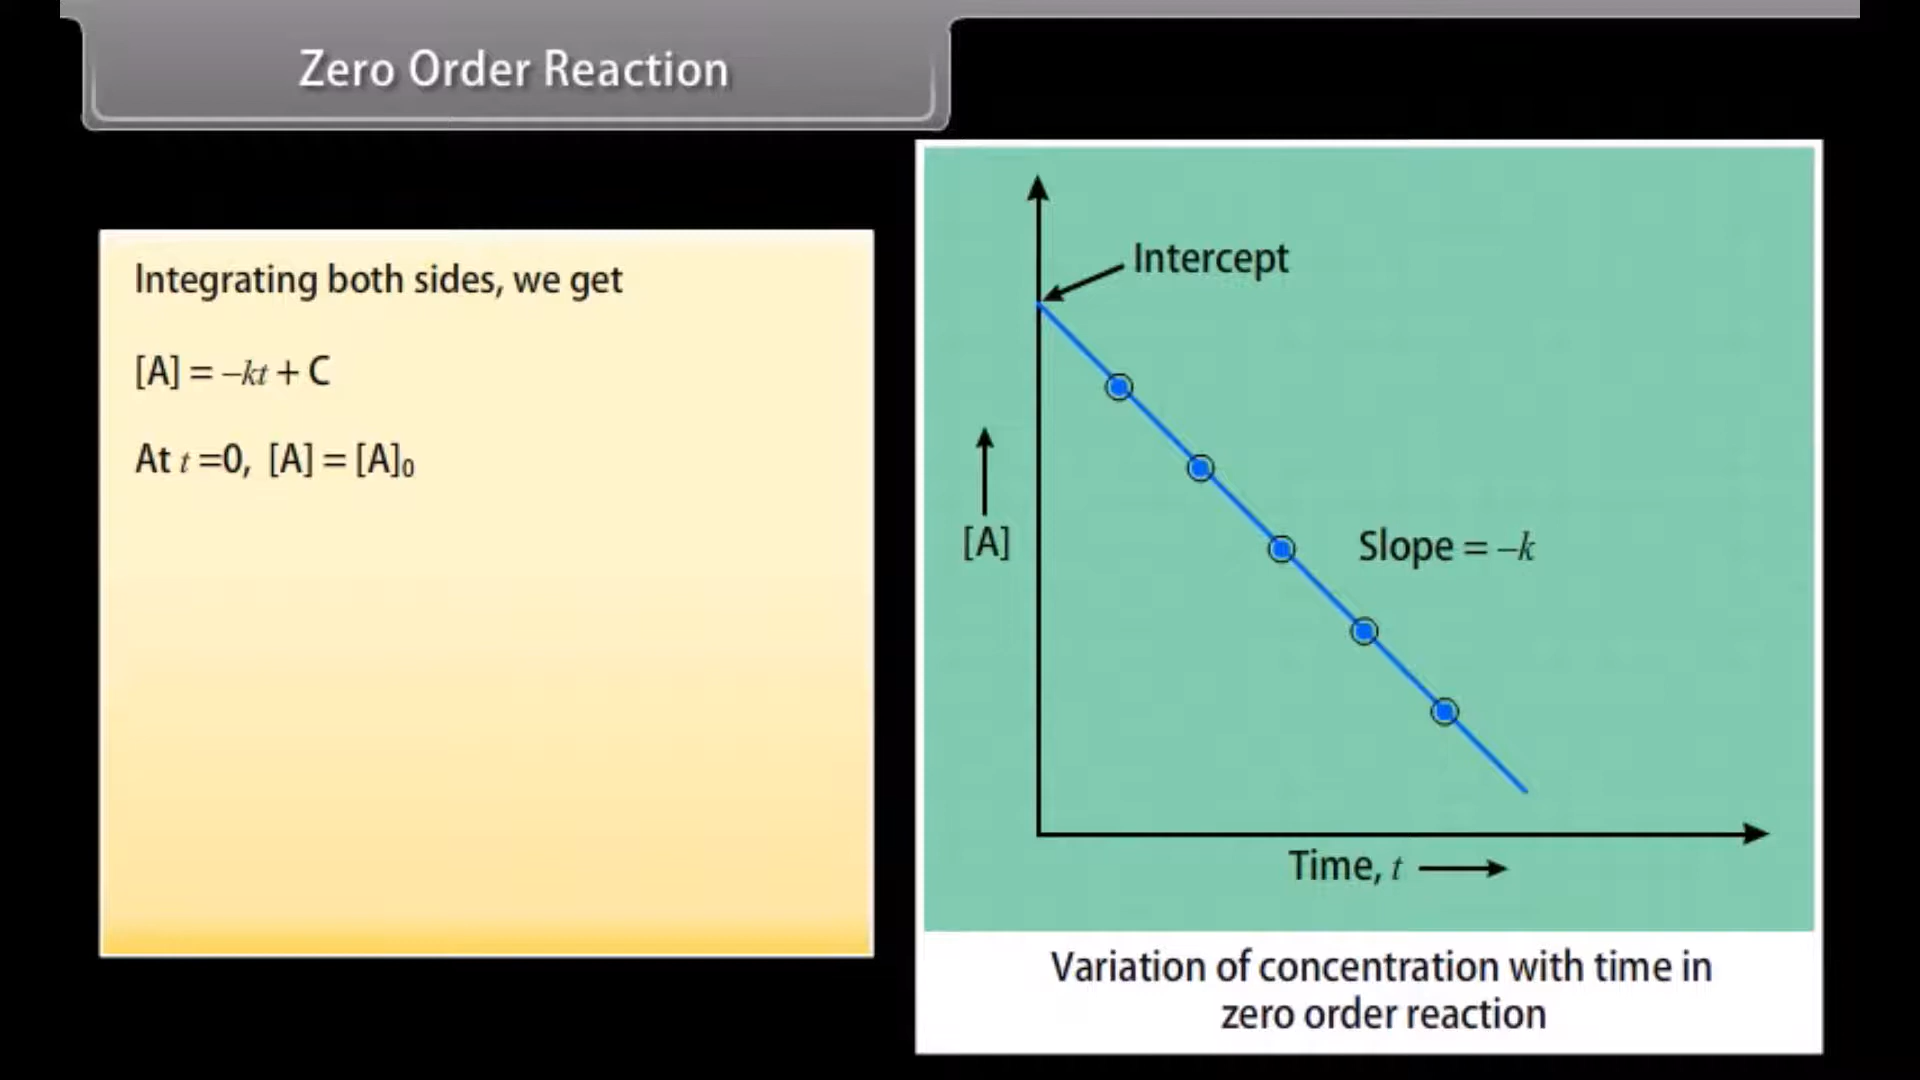 Zero Order Reaction
Integrating both sides, we get
[A] = –kt + C
At t =0, [A] = [A]₀
Intercept
[A]
Slope = –k
Time, t
Variation of concentration with time in
zero order reaction